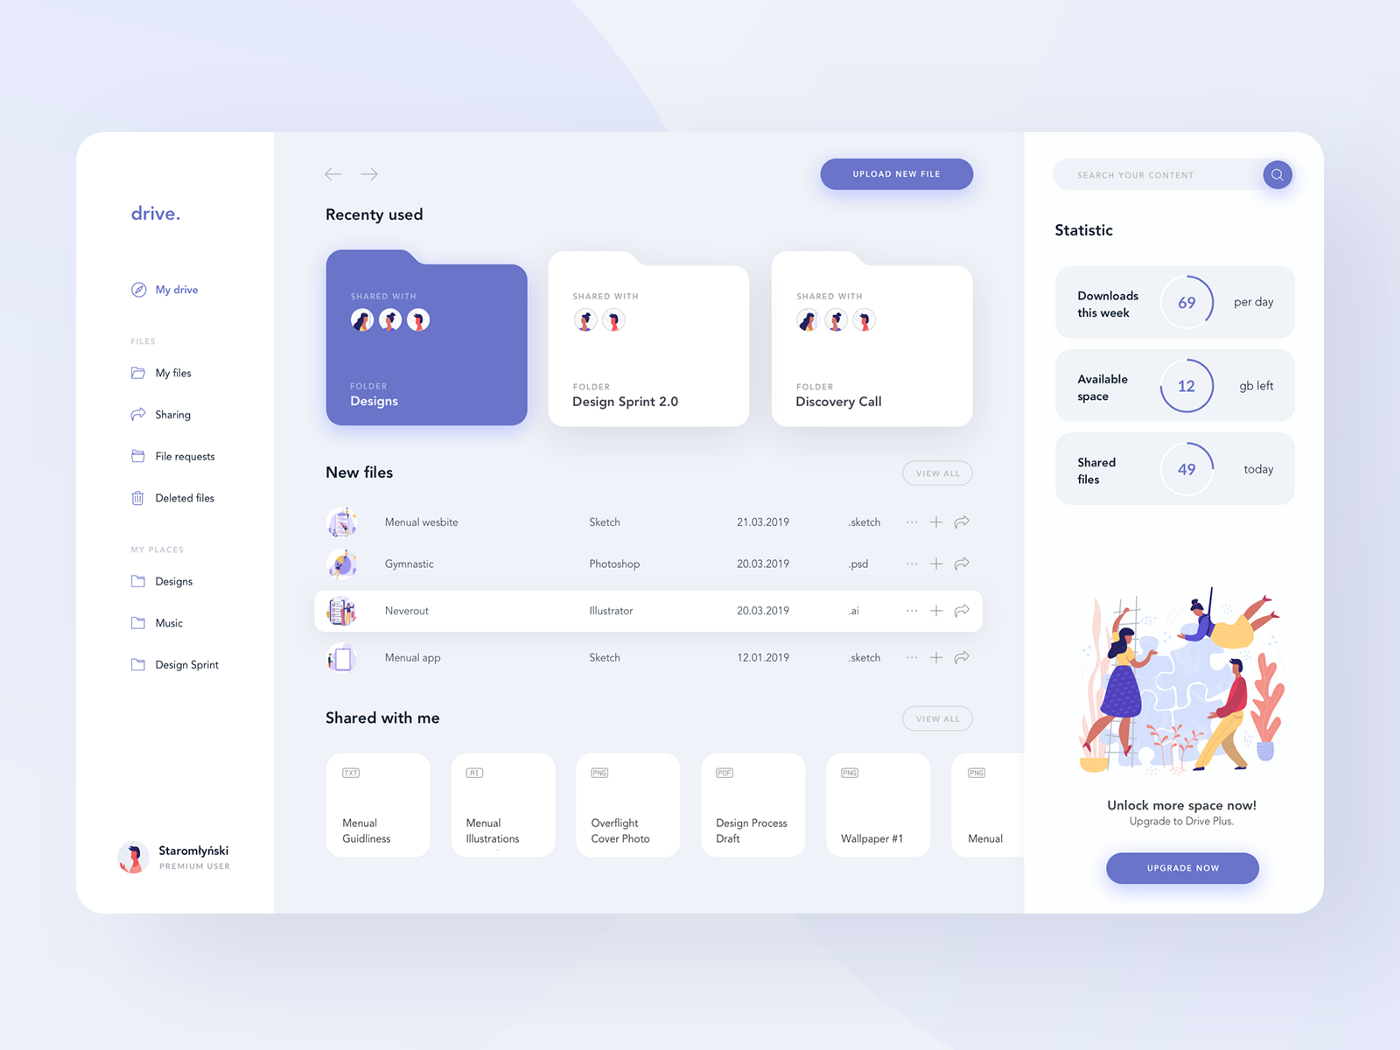 drive.
My drive
FILES
My files
Sharing
File requests
Deleted files
MY PLACES
Designs
Music
Design Sprint
Staromłyński
PREMIUM USER
UPLOAD NEW FILE
Recenty used
SHARED WITH
FOLDER
Designs
SHARED WITH
FOLDER
Design Sprint 2.0
SHARED WITH
FOLDER
Discovery Call
New files
VIEW ALL
Menual wesbite Sketch 21.03.2019 .sketch
Gymnastic Photoshop 20.03.2019 .psd
Neverout Illustrator 20.03.2019 .ai
Menual app Sketch 12.01.2019 .sketch
Shared with me
VIEW ALL
TXT
Menual
Guidliness
AI
Menual
Illustrations
PNG
Overflight
Cover Photo
PDF
Design Process
Draft
PNG
Wallpaper #1
PNG
Menual
SEARCH YOUR CONTENT
Statistic
Downloads
this week
69
per day
Available
space
12
gb left
Shared
files
49
today
Unlock more space now!
Upgrade to Drive Plus.
UPGRADE NOW